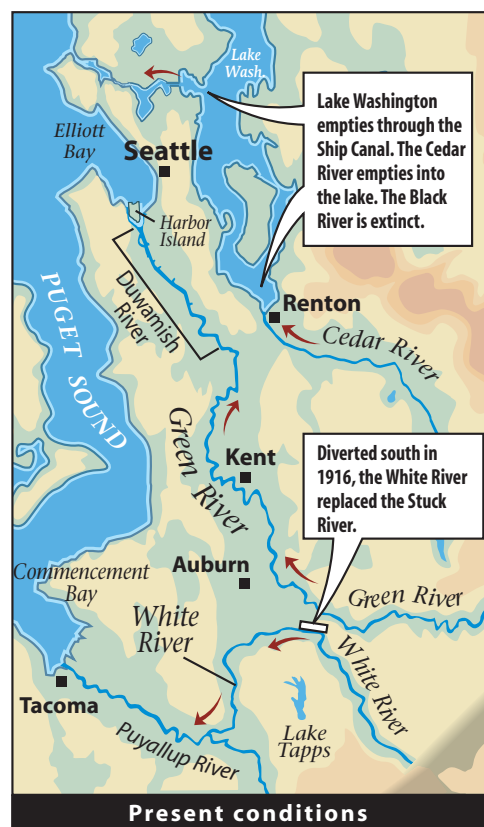 Lake
Wash.
Lake Washington
empties through the
Ship Canal. The Cedar
River empties into
the lake. The Black
River is extinct.
Elliott
Bay
Seattle
Harbor
Island
PUGET SOUND
Duwamish
River
Renton
Cedar River
Green River
Kent
Diverted south in
1916, the White River
replaced the Stuck
River.
Commencement
Bay
Auburn
Green River
White
River
White River
Tacoma
Puyallup River
Lake
Tapps
Present conditions